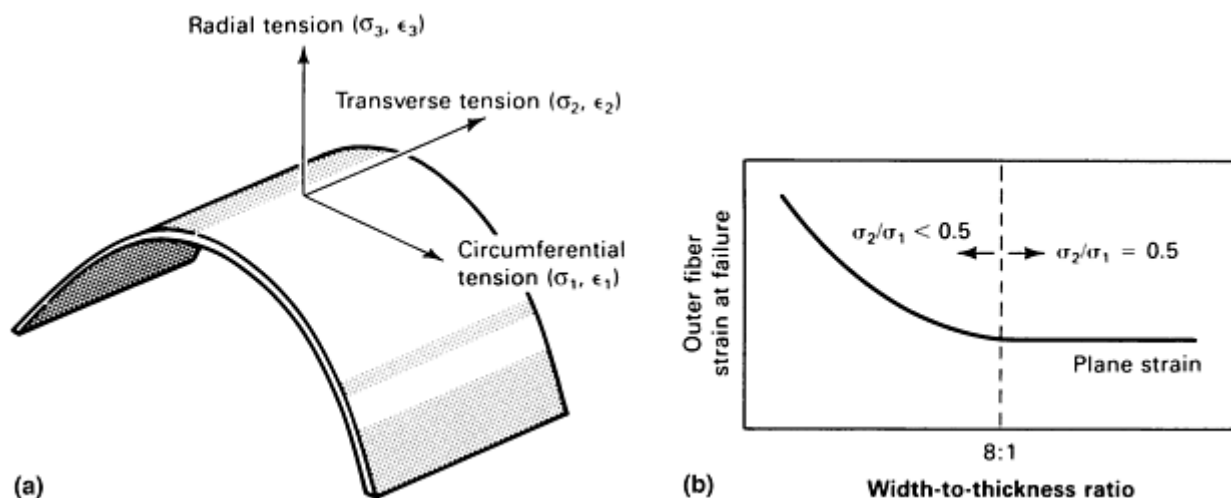 Radial tension (σ₃, ϵ₃)
Transverse tension (σ₂, ϵ₂)
Circumferential
tension (σ₁, ϵ₁)
(a)
Outer fiber
strain at failure
σ₂/σ₁ < 0.5
σ₂/σ₁ = 0.5
Plane strain
8:1
(b)
Width-to-thickness ratio